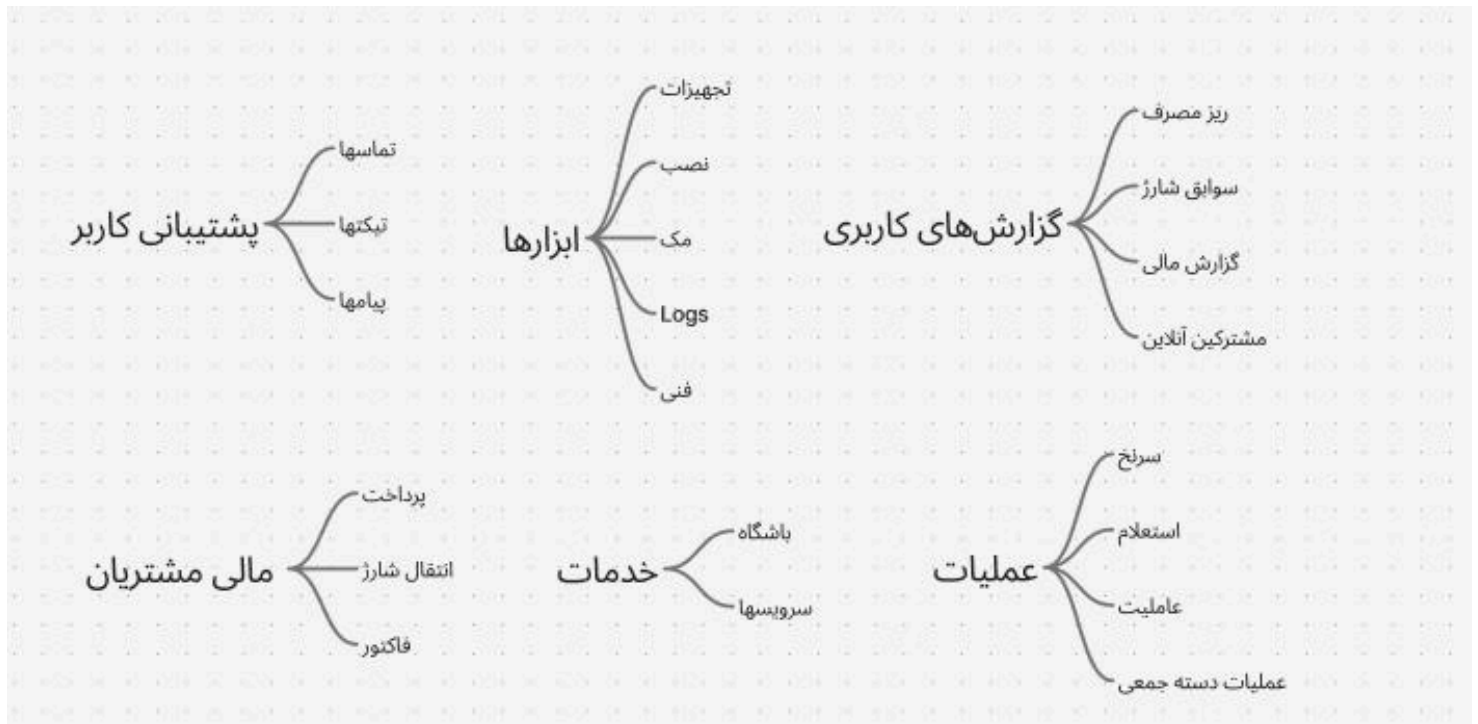 گزارش‌های کاربری
ریز مصرف
سوابق شارژ
گزارش مالی
مشترکین آنلاین
ابزارها
تجهیزات
نصب
مک
Logs
فنی
پشتیبانی کاربر
تماسها
تیکتها
پیامها
عملیات
سرنخ
استعلام
عاملیت
عملیات دسته جمعی
خدمات
باشگاه
سرویسها
مالی مشتریان
پرداخت
انتقال شارژ
فاکتور